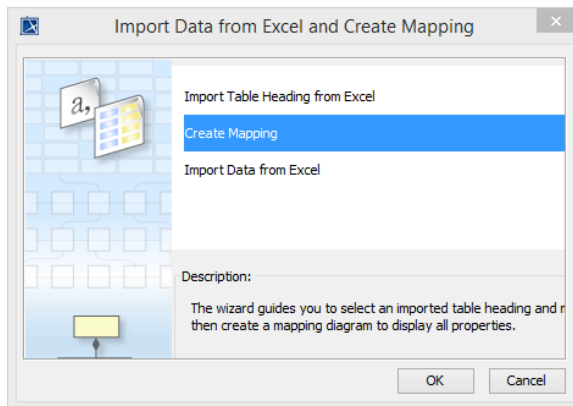 Import Data from Excel and Create Mapping
a,
Import Table Heading from Excel
Create Mapping
Import Data from Excel
Description:
The wizard guides you to select an imported table heading and
then create a mapping diagram to display all properties.
OK
Cancel